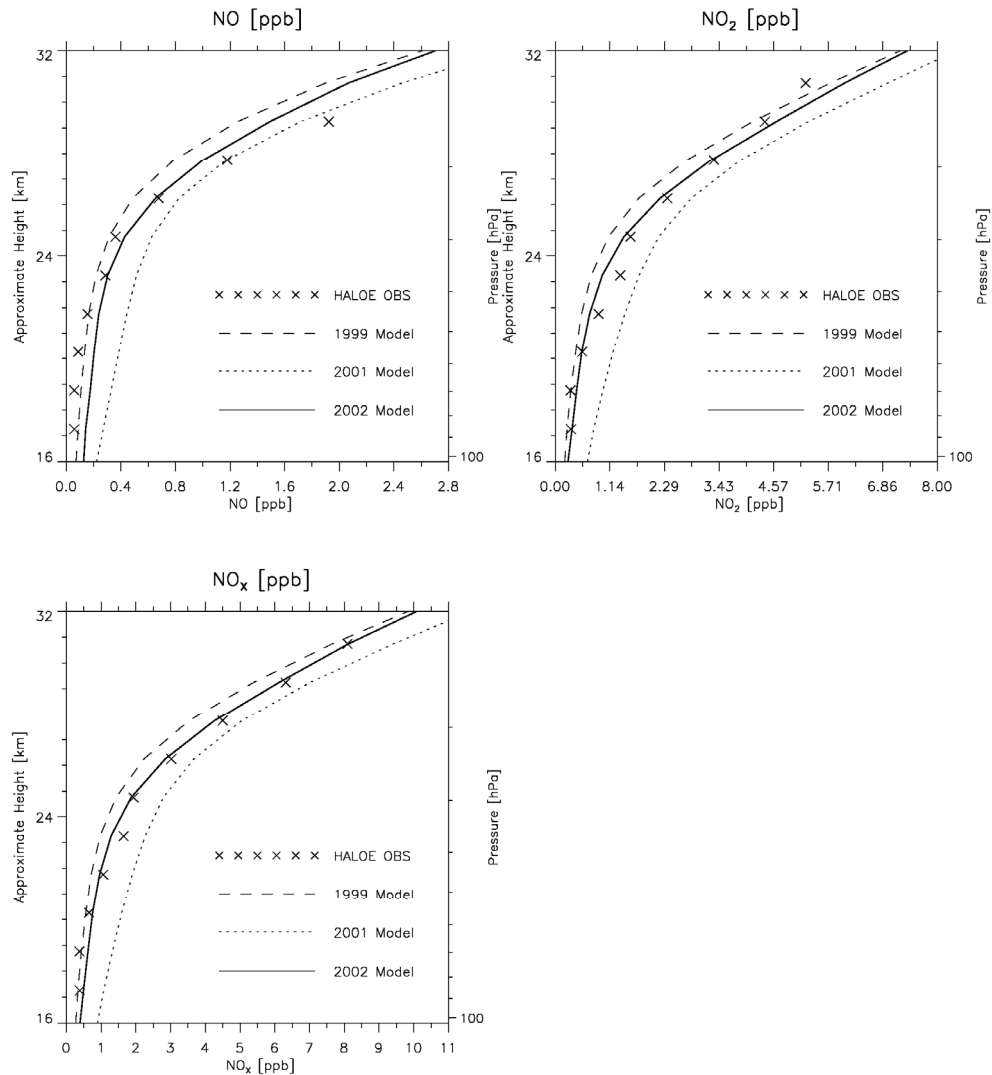 NO [ppb]
32
24
16
Approximate Height [km]
Pressure [hPa]
100
HALOE OBS
1999 Model
2001 Model
2002 Model
0.0 0.4 0.8 1.2 1.6 2.0 2.4 2.8
NO [ppb]
NO₂ [ppb]
32
24
16
Approximate Height [km]
Pressure [hPa]
100
HALOE OBS
1999 Model
2001 Model
2002 Model
0.00 1.14 2.29 3.43 4.57 5.71 6.86 8.00
NO₂ [ppb]
NOₓ [ppb]
32
24
16
Approximate Height [km]
Pressure [hPa]
100
HALOE OBS
1999 Model
2001 Model
2002 Model
0 1 2 3 4 5 6 7 8 9 10 11
NOₓ [ppb]